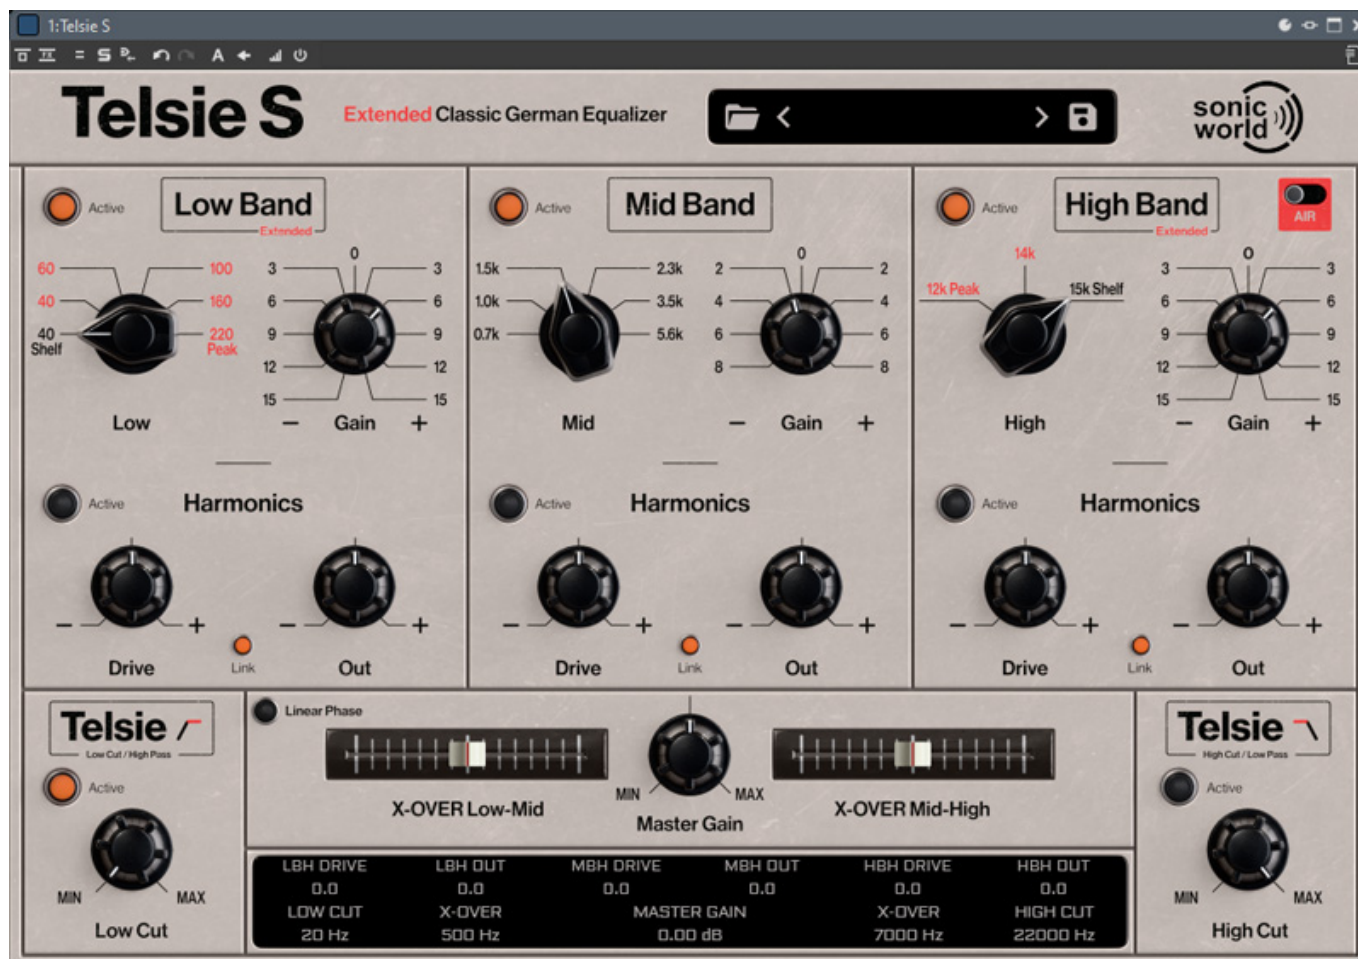 1:Telsie S
A
Telsie S
Extended Classic German Equalizer
sonic
world
Active
Low Band
Extended
60
40
40
Shelf
100
160
220
Peak
Low
0
3
3
6
6
9
9
12
12
15
15
− Gain +
Active
Mid Band
1.5k
1.0k
0.7k
2.3k
3.5k
5.6k
Mid
0
2
2
4
4
6
6
8
8
− Gain +
Active
High Band
Extended
AIR
14k
12k Peak
15k Shelf
High
0
3
3
6
6
9
9
12
12
15
15
− Gain +
Active
Harmonics
− +
− +
Drive
Link
Out
Active
Harmonics
− +
− +
Drive
Link
Out
Active
Harmonics
− +
− +
Drive
Link
Out
Telsie
Low Cut / High Pass
Active
MIN
MAX
Low Cut
Linear Phase
X-OVER Low-Mid
MIN
MAX
Master Gain
X-OVER Mid-High
LBH DRIVE LBH OUT MBH DRIVE MBH OUT HBH DRIVE HBH OUT
0.0 0.0 0.0 0.0 0.0 0.0
LOW CUT X-OVER MASTER GAIN X-OVER HIGH CUT
20 Hz 500 Hz 0.00 dB 7000 Hz 22000 Hz
Telsie
High Cut / Low Pass
Active
MIN
MAX
High Cut